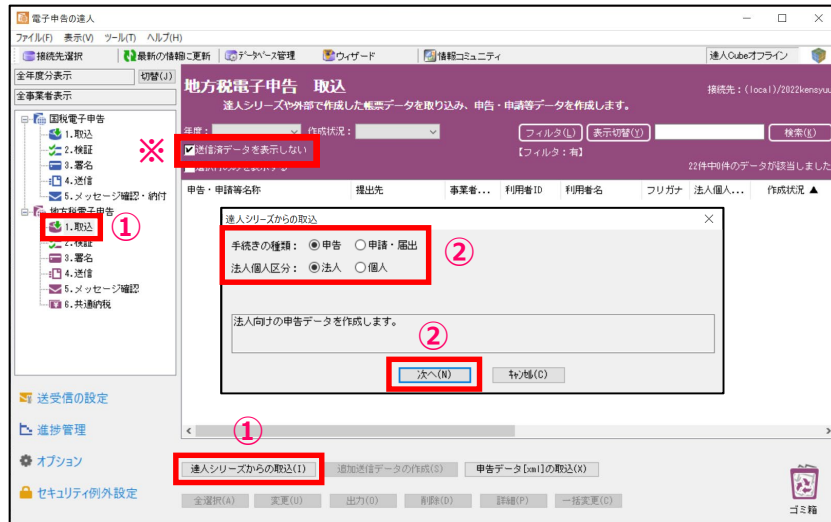 電子申告の達人
ファイル(F) 表示(V) ツール(T) ヘルプ(H)
接続先選択 最新の情報に更新 データベース管理 ウィザード 情報コミュニティ 達人Cubeオフライン
全年度分表示 切替(J)
全事業者表示
国税電子申告
1.取込
2.検証
3.署名
4.送信
5.メッセージ確認・納付
地方税電子申告
1.取込
2.検証
3.署名
4.送信
5.メッセージ確認
6.共通納税
送受信の設定
進捗管理
オプション
セキュリティ例外設定
地方税電子申告 取込
達人シリーズや外部で作成した帳票データを取り込み、申告・申請等データを作成します。
接続先：(local)/2022kensyuu
年度： 作成状況： フィルタ(L) 表示切替(Y) 検索(K)
※ 送信済データを表示しない
【フィルタ：有】
22件中0件のデータが該当しました
申告・申請等名称 提出先 事業者... 利用者ID 利用者名 フリガナ 法人個人... 作成状況 ▲
①
達人シリーズからの取込
手続きの種類： 申告 申請・届出
法人個人区分： 法人 個人
②
法人向けの申告データを作成します。
②
次へ(N) ｷｬﾝｾﾙ(C)
①
達人シリーズからの取込(I) 追加送信データの作成(S) 申告データ[xml]の取込(X)
全選択(A) 変更(U) 出力(O) 削除(D) 詳細(P) 一括変更(C)
ゴミ箱